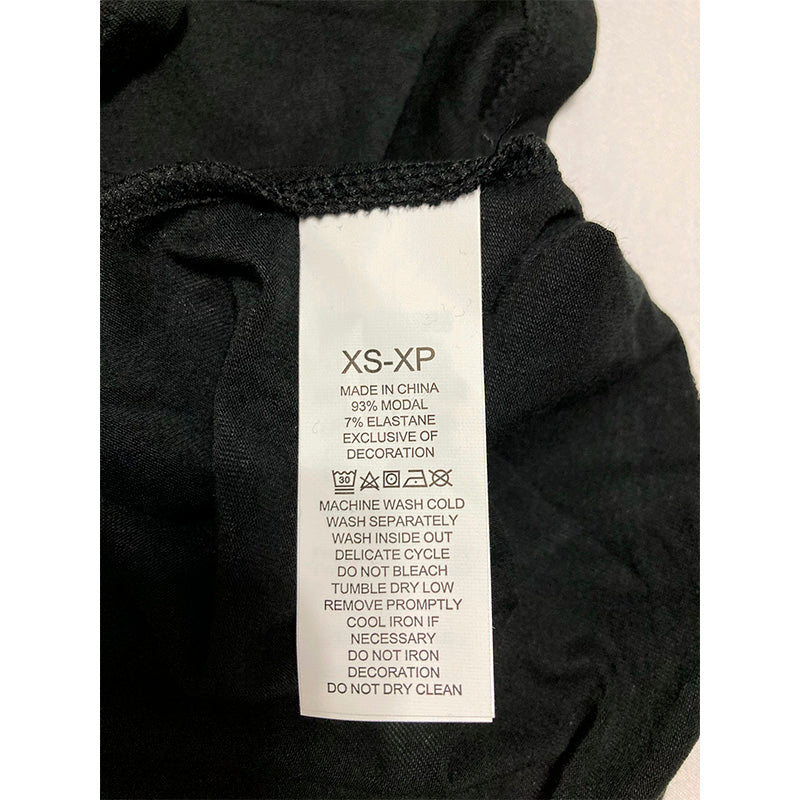 XS-XP
MADE IN CHINA
93% MODAL
7% ELASTANE
EXCLUSIVE OF
DECORATION
30
MACHINE WASH COLD
WASH SEPARATELY
WASH INSIDE OUT
DELICATE CYCLE
DO NOT BLEACH
TUMBLE DRY LOW
REMOVE PROMPTLY
COOL IRON IF
NECESSARY
DO NOT IRON
DECORATION
DO NOT DRY CLEAN